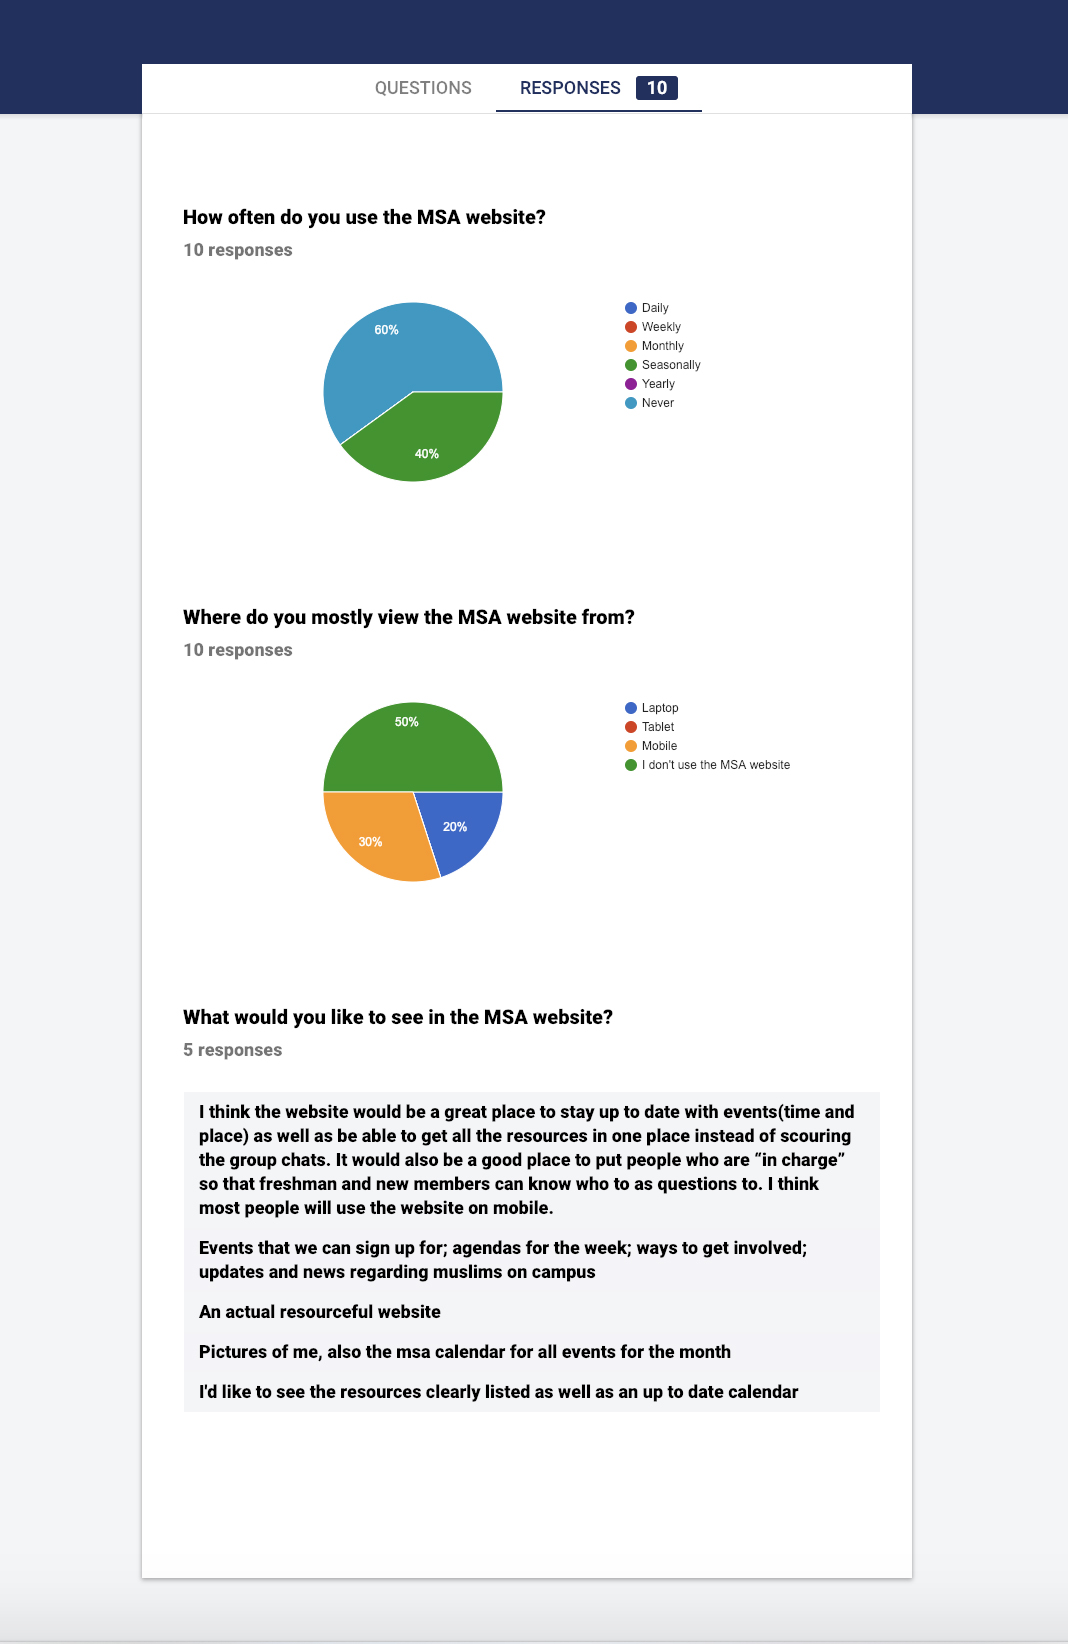 QUESTIONS RESPONSES 10
How often do you use the MSA website?
10 responses
60%
40%
Daily
Weekly
Monthly
Seasonally
Yearly
Never
Where do you mostly view the MSA website from?
10 responses
50%
30%
20%
Laptop
Tablet
Mobile
I don't use the MSA website
What would you like to see in the MSA website?
5 responses
I think the website would be a great place to stay up to date with events(time and
place) as well as be able to get all the resources in one place instead of scouring
the group chats. It would also be a good place to put people who are “in charge”
so that freshman and new members can know who to as questions to. I think
most people will use the website on mobile.
Events that we can sign up for; agendas for the week; ways to get involved;
updates and news regarding muslims on campus
An actual resourceful website
Pictures of me, also the msa calendar for all events for the month
I'd like to see the resources clearly listed as well as an up to date calendar